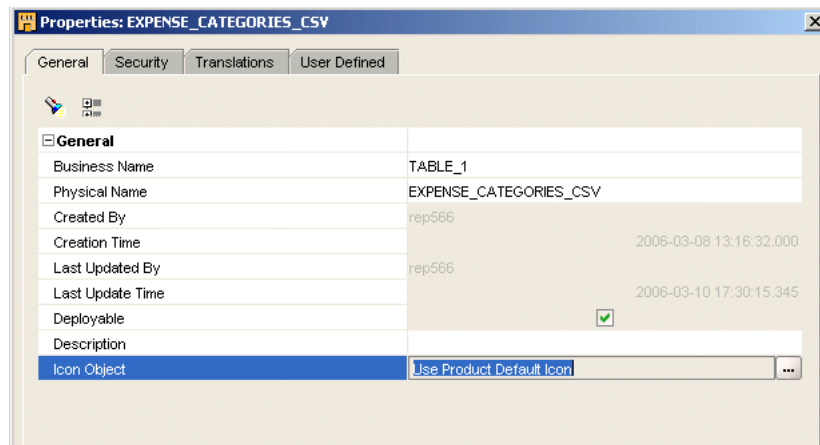 Properties: EXPENSE_CATEGORIES_CSV
General Security Translations User Defined
General
Business Name TABLE_1
Physical Name EXPENSE_CATEGORIES_CSV
Created By rep566
Creation Time 2006-03-08 13:16:32.000
Last Updated By rep566
Last Update Time 2006-03-10 17:30:15.345
Deployable
Description
Icon Object Use Product Default Icon ...